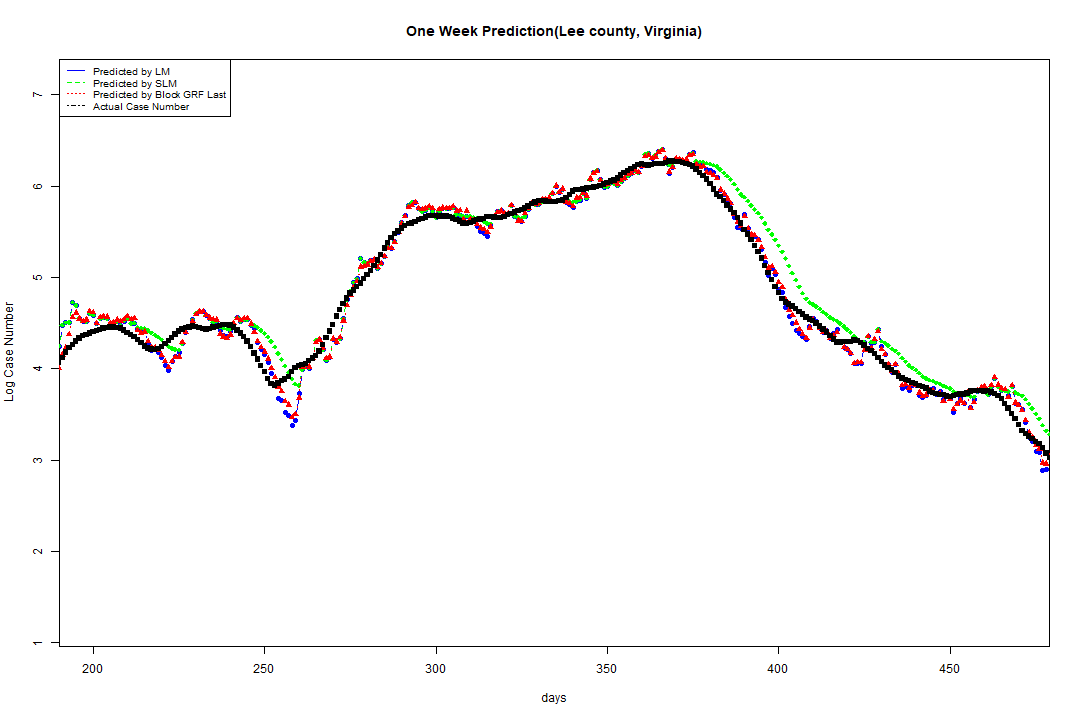 One Week Prediction(Lee county, Virginia)
Predicted by LM
Predicted by SLM
Predicted by Block GRF Last
Actual Case Number
7
6
5
4
3
2
1
Log Case Number
200 250 300 350 400 450
days